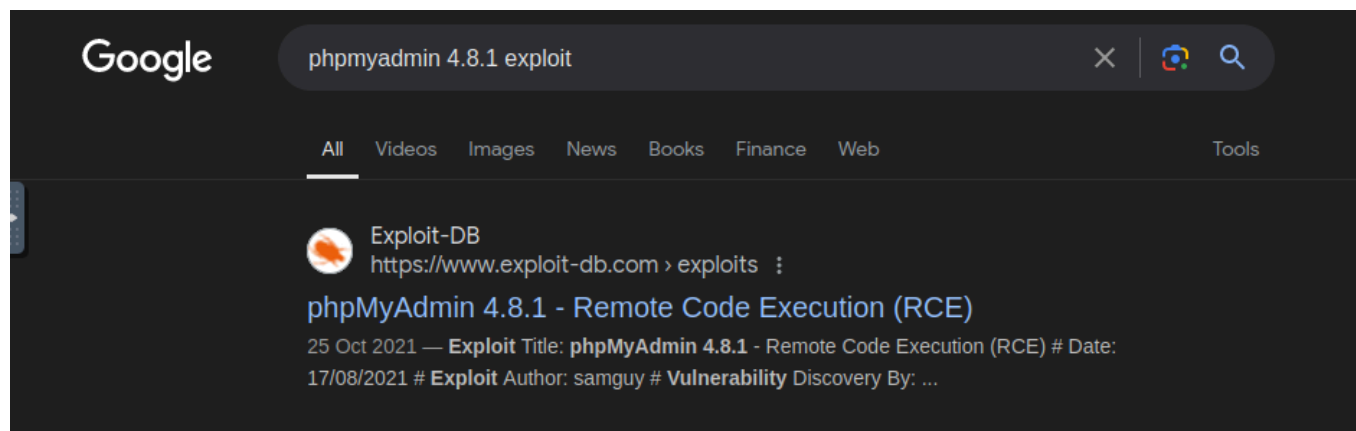 Google
phpmyadmin 4.8.1 exploit
All Videos Images News Books Finance Web Tools
Exploit-DB
https://www.exploit-db.com › exploits
phpMyAdmin 4.8.1 - Remote Code Execution (RCE)
25 Oct 2021 — Exploit Title: phpMyAdmin 4.8.1 - Remote Code Execution (RCE) # Date:
17/08/2021 # Exploit Author: samguy # Vulnerability Discovery By: ...